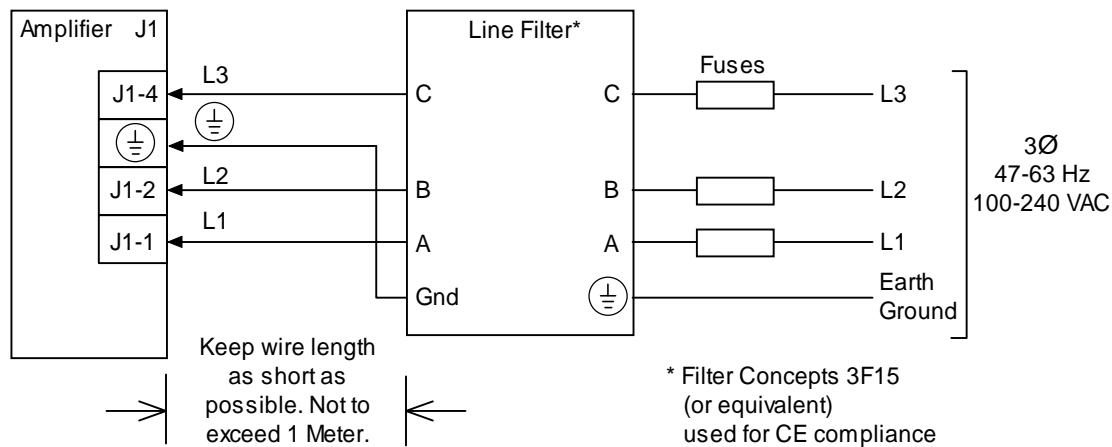 Amplifier J1
Line Filter*
Fuses
J1-4
L3
C
C
L3
J1-2
L2
B
B
L2
J1-1
L1
A
A
L1
Gnd
Earth
Ground
3Ø
47-63 Hz
100-240 VAC
Keep wire length
as short as
possible. Not to
exceed 1 Meter.
* Filter Concepts 3F15
(or equivalent)
used for CE compliance